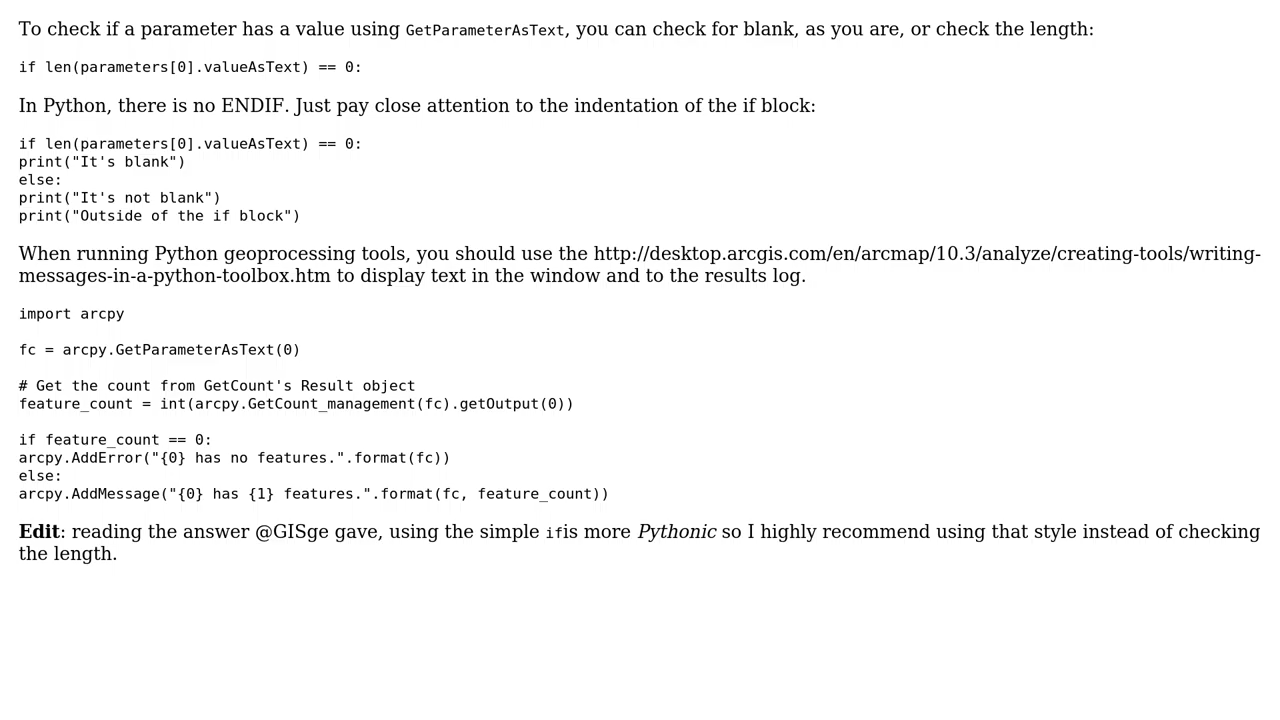 To check if a parameter has a value using GetParameterAsText, you can check for blank, as you are, or check the length:
if len(parameters[0].valueAsText) == 0:
In Python, there is no ENDIF. Just pay close attention to the indentation of the if block:
if len(parameters[0].valueAsText) == 0:
print("It's blank")
else:
print("It's not blank")
print("Outside of the if block")
When running Python geoprocessing tools, you should use the http://desktop.arcgis.com/en/arcmap/10.3/analyze/creating-tools/writing-
messages-in-a-python-toolbox.htm to display text in the window and to the results log.
import arcpy
fc = arcpy.GetParameterAsText(0)
# Get the count from GetCount's Result object
feature_count = int(arcpy.GetCount_management(fc).getOutput(0))
if feature_count == 0:
arcpy.AddError("{0} has no features.".format(fc))
else:
arcpy.AddMessage("{0} has {1} features.".format(fc, feature_count))
Edit: reading the answer @GISge gave, using the simple ifis more Pythonic so I highly recommend using that style instead of checking
the length.